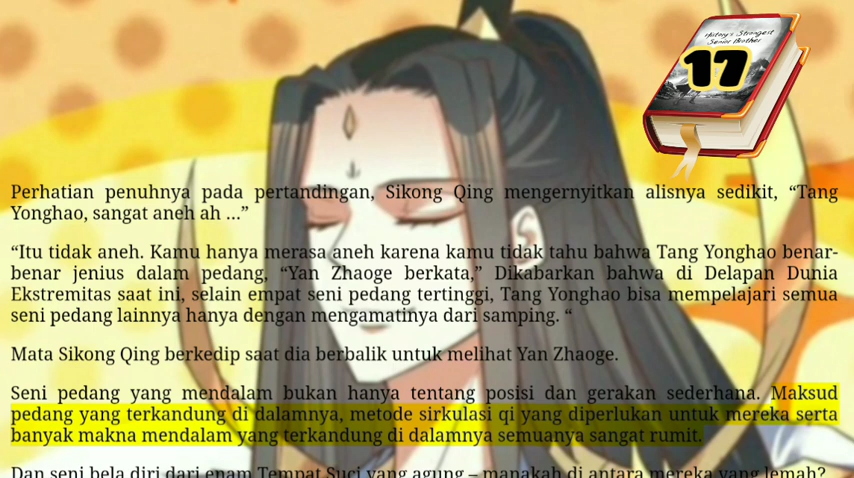 History's Strongest
Senior Brother
17
Perhatian penuhnya pada pertandingan, Sikong Qing mengernyitkan alisnya sedikit, “Tang
Yonghao, sangat aneh ah ...”
“Itu tidak aneh. Kamu hanya merasa aneh karena kamu tidak tahu bahwa Tang Yonghao benar-
benar jenius dalam pedang, “Yan Zhaoge berkata,” Dikabarkan bahwa di Delapan Dunia
Ekstremitas saat ini, selain empat seni pedang tertinggi, Tang Yonghao bisa mempelajari semua
seni pedang lainnya hanya dengan mengamatinya dari samping. “
Mata Sikong Qing berkedip saat dia berbalik untuk melihat Yan Zhaoge.
Seni pedang yang mendalam bukan hanya tentang posisi dan gerakan sederhana. Maksud
pedang yang terkandung di dalamnya, metode sirkulasi qi yang diperlukan untuk mereka serta
banyak makna mendalam yang terkandung di dalamnya semuanya sangat rumit.
Dan seni bela diri dari enam Tempat Suci yang agung – manakah di antara mereka yang lemah?